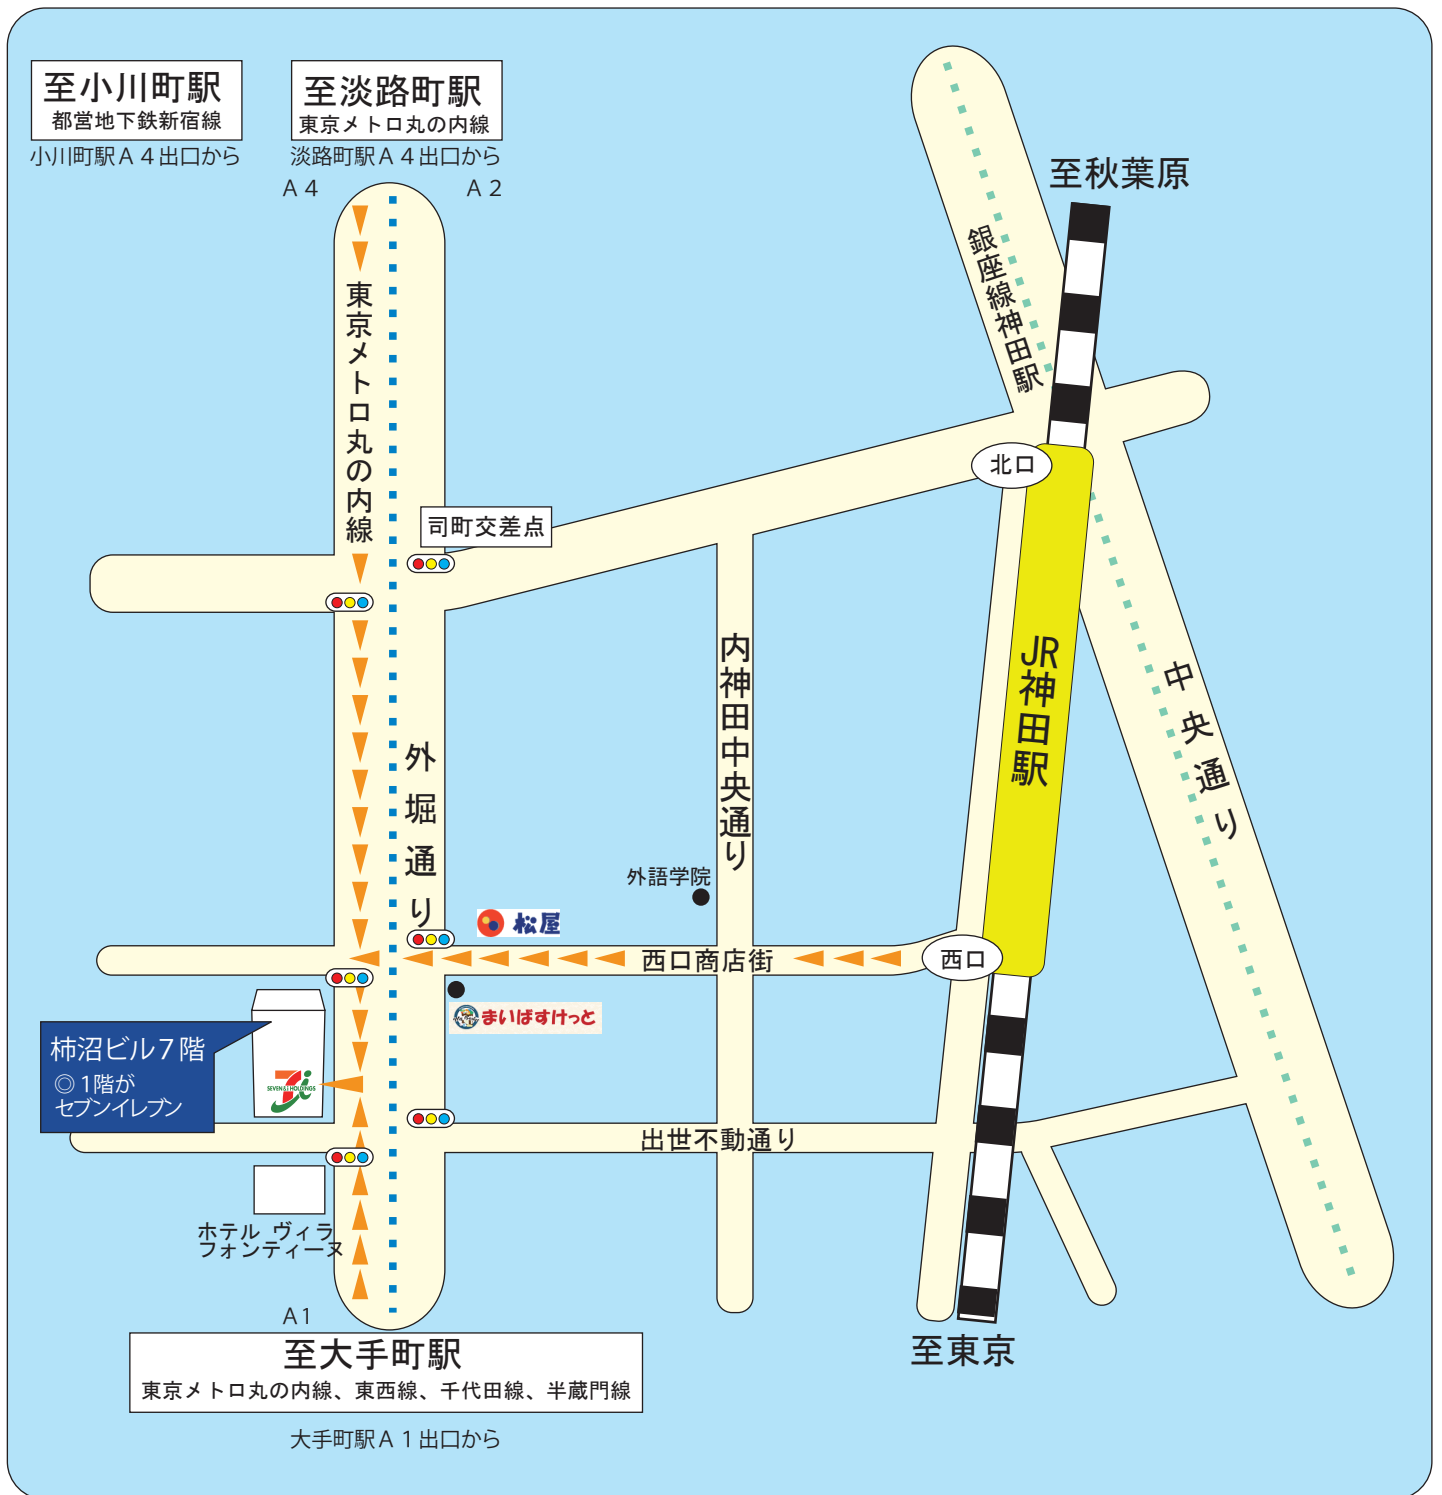 至小川町駅
都営地下鉄新宿線
小川町駅A4出口から
至淡路町駅
東京メトロ丸の内線
淡路町駅A4出口から
A4
A2
至秋葉原
銀座線神田駅
東京メトロ丸の内線
北口
司町交差点
JR神田駅
内神田中央通り
中央通り
外堀通り
外語学院
松屋
西口商店街
西口
まいばすけっと
柿沼ビル7階
◎1階が
セブンイレブン
SEVEN & i HOLDINGS
出世不動通り
ホテル ヴィラ
フォンティーヌ
A1
至大手町駅
東京メトロ丸の内線、東西線、千代田線、半蔵門線
大手町駅A1出口から
至東京